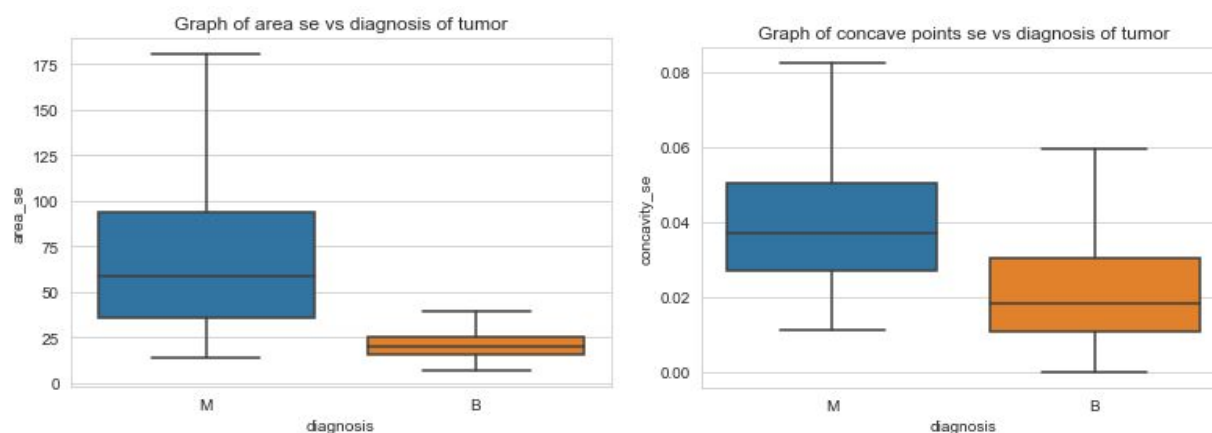 Graph of area se vs diagnosis of tumor
175
150
125
100
75
50
25
0
area_se
M
B
diagnosis
Graph of concave points se vs diagnosis of tumor
0.08
0.06
0.04
0.02
0.00
concavity_se
M
B
diagnosis